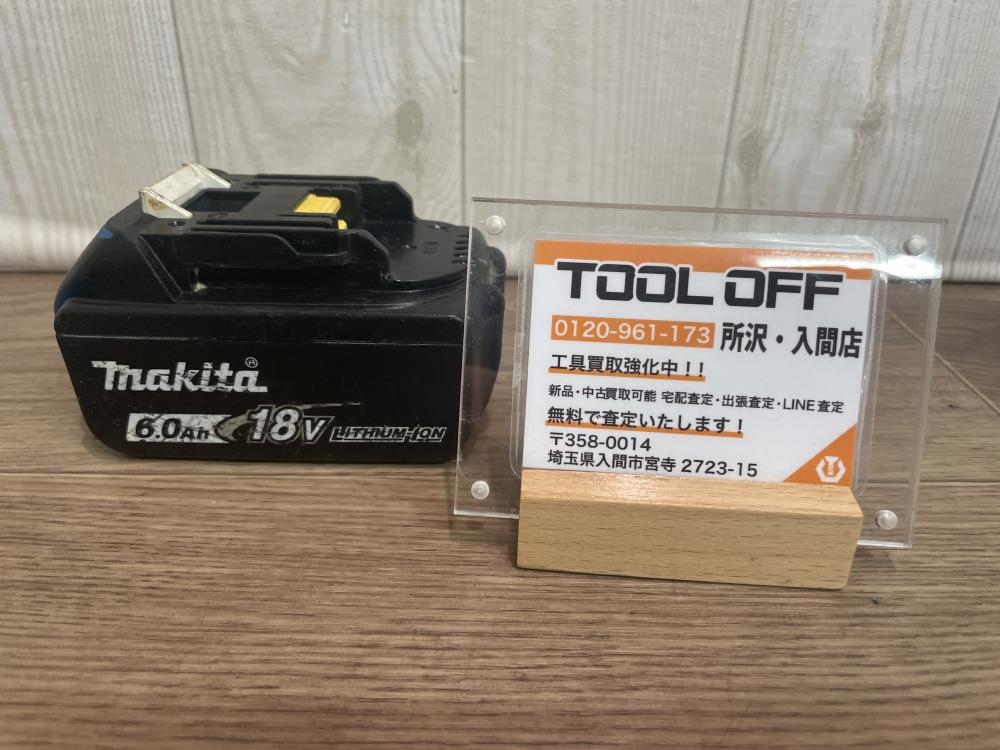 makita®
6.0Ah 18V LITHIUM-ION
TOOL OFF
0120-961-173 所沢・入間店
工具買取強化中！！
新品・中古買取可能 宅配査定・出張査定・LINE査定
無料で査定いたします！
〒358-0014
埼玉県入間市宮寺 2723-15